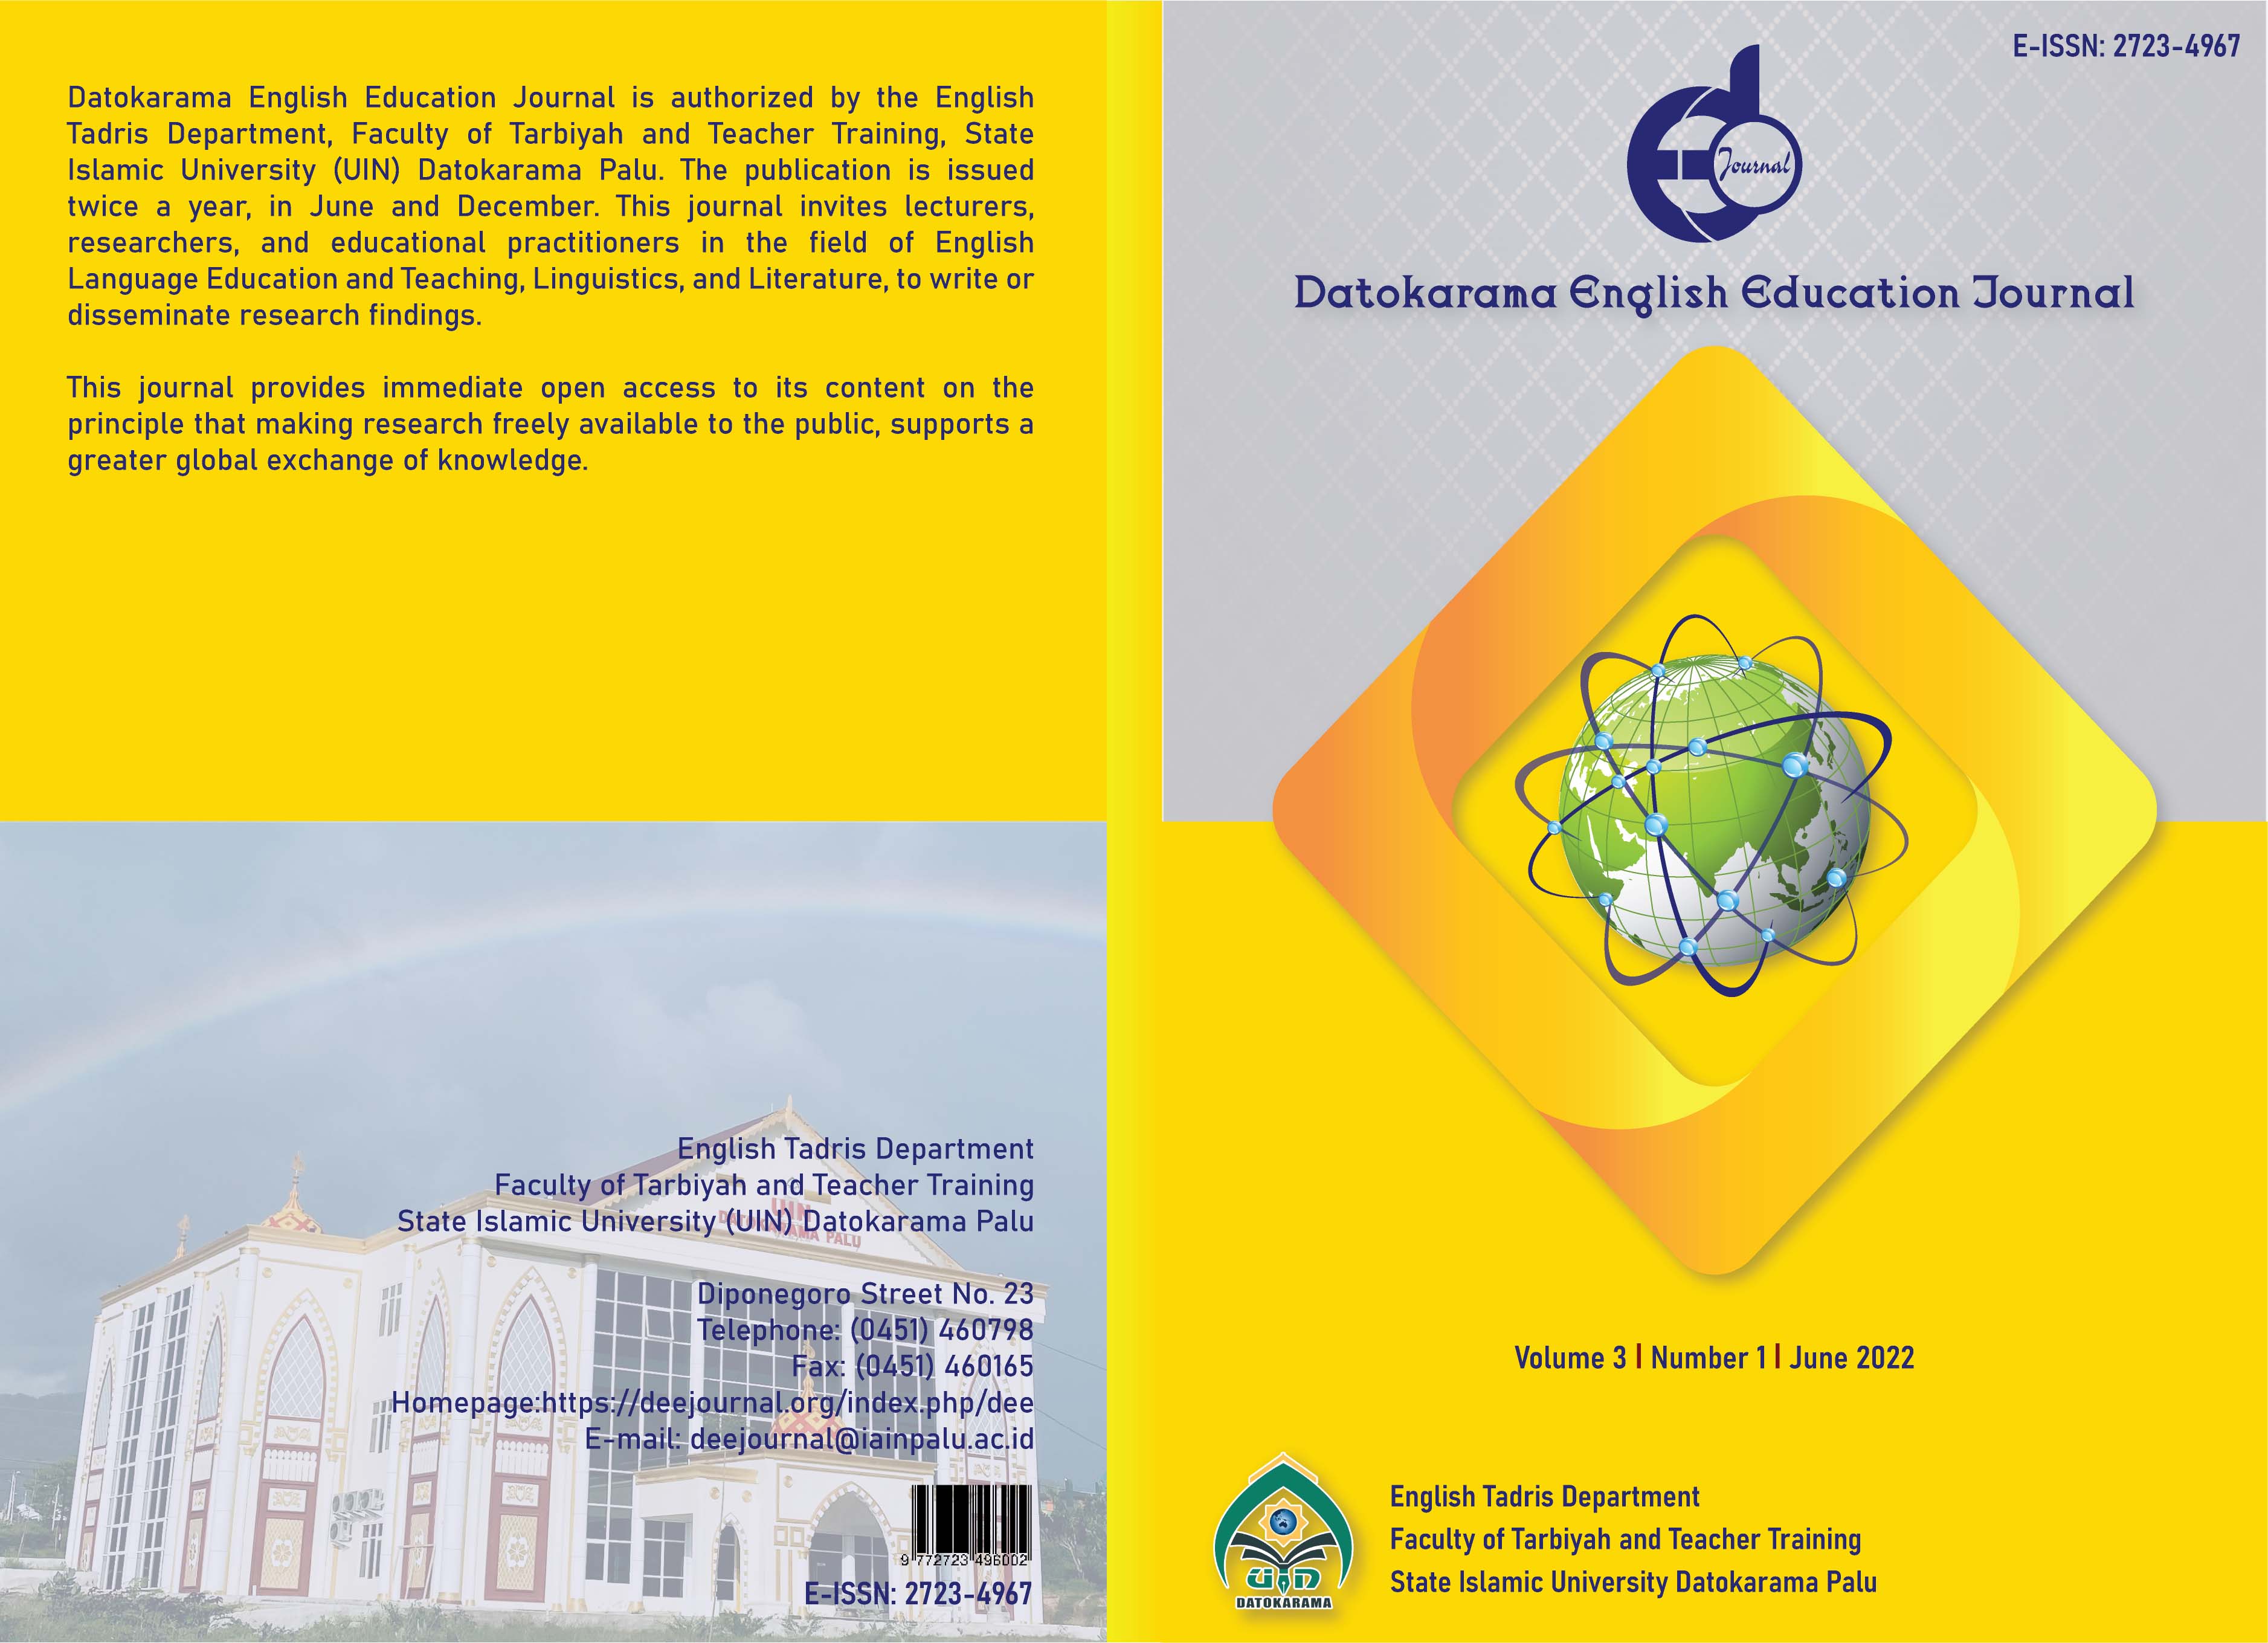 Datokarama English Education Journal is authorized by the English
Tadris Department, Faculty of Tarbiyah and Teacher Training, State
Islamic University (UIN) Datokarama Palu. The publication is issued
twice a year, in June and December. This journal invites lecturers,
researchers, and educational practitioners in the field of English
Language Education and Teaching, Linguistics, and Literature, to write or
disseminate research findings.
This journal provides immediate open access to its content on the
principle that making research freely available to the public, supports a
greater global exchange of knowledge.
UIN
DATOKARAMA PALU
English Tadris Department
Faculty of Tarbiyah and Teacher Training
State Islamic University (UIN) Datokarama Palu
Diponegoro Street No. 23
Telephone: (0451) 460798
Fax: (0451) 460165
Homepage:https://deejournal.org/index.php/dee
E-mail: deejournal@iainpalu.ac.id
9 772723 496002
E-ISSN: 2723-4967
E-ISSN: 2723-4967
Journal
Datokarama English Education Journal
Volume 3 | Number 1 | June 2022
UIN
DATOKARAMA
English Tadris Department
Faculty of Tarbiyah and Teacher Training
State Islamic University Datokarama Palu